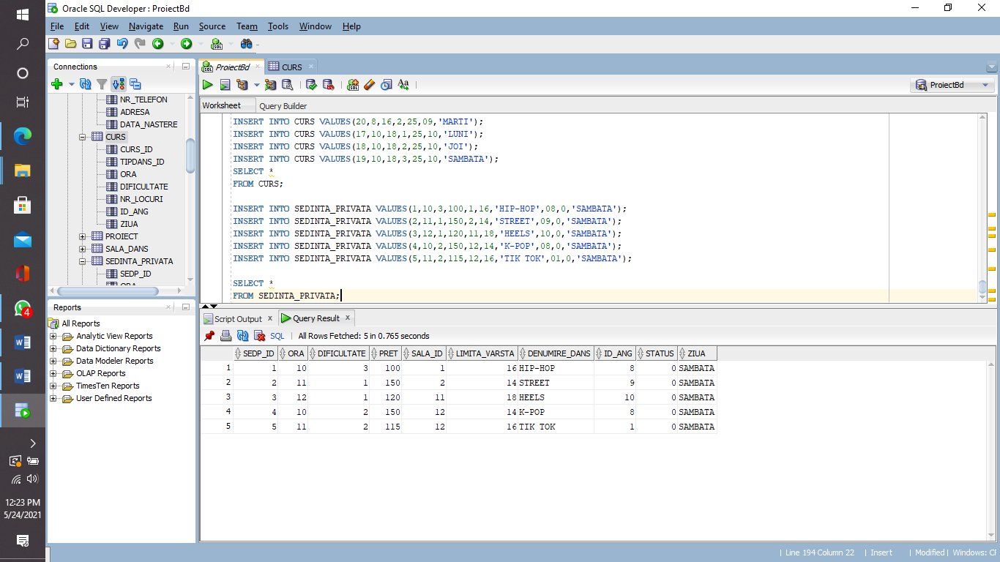 Oracle SQL Developer : ProiectBd
File Edit View Navigate Run Source Team Tools Window Help
Connections
NR_TELEFON
ADRESA
DATA_NASTERE
CURS
CURS_ID
TIPDANS_ID
ORA
DIFICULTATE
NR_LOCURI
ID_ANG
ZIUA
PROIECT
SALA_DANS
SEDINTA_PRIVATA
SEDP_ID
Reports
All Reports
Analytic View Reports
Data Dictionary Reports
Data Modeler Reports
OLAP Reports
TimesTen Reports
User Defined Reports
ProiectBd CURS
ProiectBd
Worksheet Query Builder
INSERT INTO CURS VALUES(20,8,16,2,25,09,'MARTI');
INSERT INTO CURS VALUES(17,10,18,1,25,10,'LUNI');
INSERT INTO CURS VALUES(18,10,18,2,25,10,'JOI');
INSERT INTO CURS VALUES(19,10,18,3,25,10,'SAMBATA');
SELECT *
FROM CURS;
INSERT INTO SEDINTA_PRIVATA VALUES(1,10,3,100,1,16,'HIP-HOP',08,0,'SAMBATA');
INSERT INTO SEDINTA_PRIVATA VALUES(2,11,1,150,2,14,'STREET',09,0,'SAMBATA');
INSERT INTO SEDINTA_PRIVATA VALUES(3,12,1,120,11,18,'HEELS',10,0,'SAMBATA');
INSERT INTO SEDINTA_PRIVATA VALUES(4,10,2,150,12,14,'K-POP',08,0,'SAMBATA');
INSERT INTO SEDINTA_PRIVATA VALUES(5,11,2,115,12,16,'TIK TOK',01,0,'SAMBATA');
SELECT *
FROM SEDINTA_PRIVATA;
Script Output x Query Result x
SQL | All Rows Fetched: 5 in 0.765 seconds
SEDP_ID ORA DIFICULTATE PRET SALA_ID LIMITA_VARSTA DENUMIRE_DANS ID_ANG STATUS ZIUA
1 1 10 3 100 1 16 HIP-HOP 8 0 SAMBATA
2 2 11 1 150 2 14 STREET 9 0 SAMBATA
3 3 12 1 120 11 18 HEELS 10 0 SAMBATA
4 4 10 2 150 12 14 K-POP 8 0 SAMBATA
5 5 11 2 115 12 16 TIK TOK 1 0 SAMBATA
4
12:23 PM
5/24/2021
| Line 194 Column 22 | Insert | Modified | Windows: